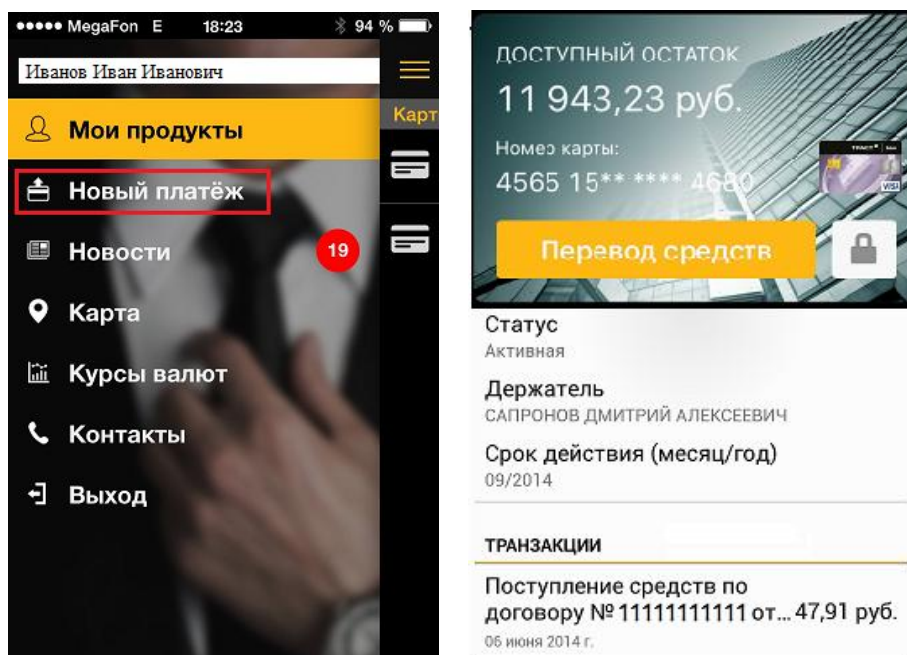 MegaFon E 18:23 94 %
Иванов Иван Иванович
Карт
Мои продукты
Новый платёж
Новости 19
Карта
Курсы валют
Контакты
Выход
ДОСТУПНЫЙ ОСТАТОК
11 943,23 руб.
Номер карты:
4565 15** **** 4680
VISA
Перевод средств
Статус
Активная
Держатель
САПРОНОВ ДМИТРИЙ АЛЕКСЕЕВИЧ
Срок действия (месяц/год)
09/2014
ТРАНЗАКЦИИ
Поступление средств по
договору № 11111111111 от... 47,91 руб.
06 июня 2014 г.